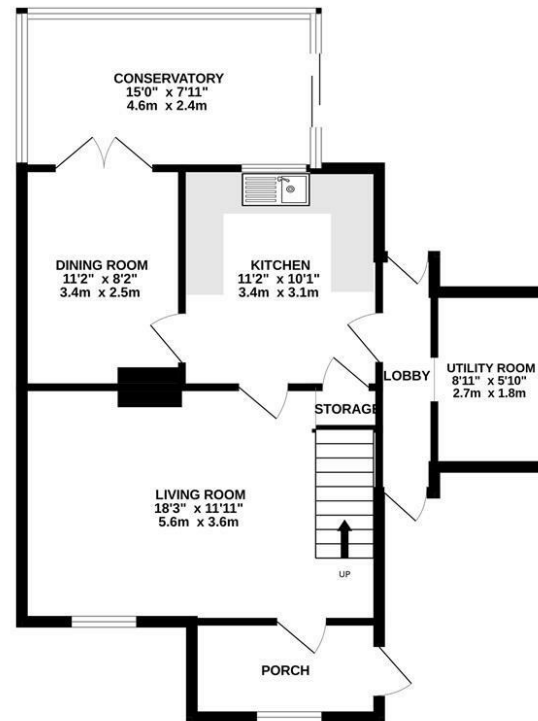 CONSERVATORY
15'0" x 7'11"
4.6m x 2.4m
DINING ROOM
11'2" x 8'2"
3.4m x 2.5m
KITCHEN
11'2" x 10'1"
3.4m x 3.1m
LOBBY
UTILITY ROOM
8'11" x 5'10"
2.7m x 1.8m
STORAGE
LIVING ROOM
18'3" x 11'11"
5.6m x 3.6m
UP
PORCH